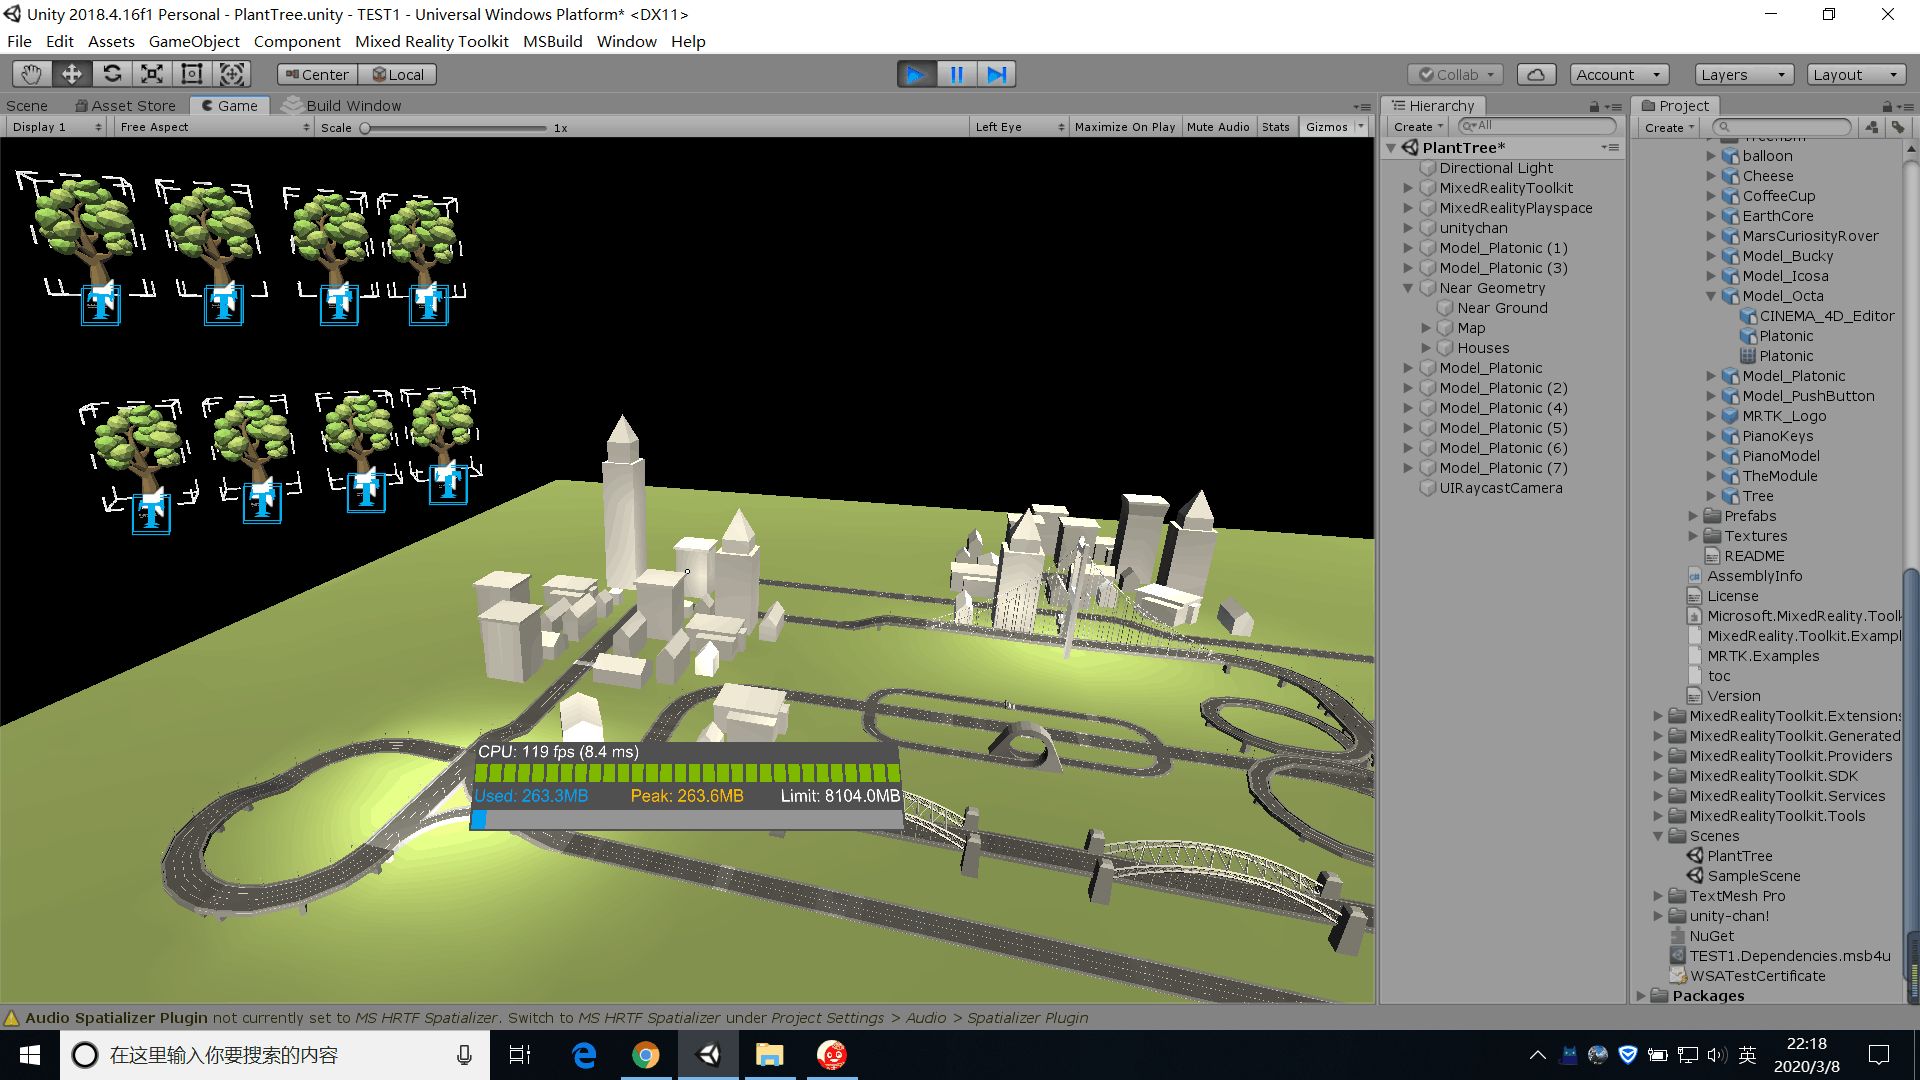 Unity 2018.4.16f1 Personal - PlantTree.unity - TEST1 - Universal Windows Platform* <DX11>
File Edit Assets GameObject Component Mixed Reality Toolkit MSBuild Window Help
Center Local Collab Account Layers Layout
Scene Asset Store Game Build Window
Display 1 Free Aspect Scale 1x Left Eye Maximize On Play Mute Audio Stats Gizmos
Hierarchy
Create All
PlantTree*
Directional Light
MixedRealityToolkit
MixedRealityPlayspace
unitychan
Model_Platonic (1)
Model_Platonic (3)
Near Geometry
Near Ground
Map
Houses
Model_Platonic
Model_Platonic (2)
Model_Platonic (4)
Model_Platonic (5)
Model_Platonic (6)
Model_Platonic (7)
UIRaycastCamera
Project
Create
balloon
Cheese
CoffeeCup
EarthCore
MarsCuriosityRover
Model_Bucky
Model_Icosa
Model_Octa
CINEMA_4D_Editor
Platonic
Platonic
Model_Platonic
Model_PushButton
MRTK_Logo
PianoKeys
PianoModel
TheModule
Tree
Prefabs
Textures
README
AssemblyInfo
License
Microsoft.MixedReality.Toolk
MixedReality.Toolkit.Exampl
MRTK.Examples
toc
Version
MixedRealityToolkit.Extensions
MixedRealityToolkit.Generated
MixedRealityToolkit.Providers
MixedRealityToolkit.SDK
MixedRealityToolkit.Services
MixedRealityToolkit.Tools
Scenes
PlantTree
SampleScene
TextMesh Pro
unity-chan!
NuGet
TEST1.Dependencies.msb4u
WSATestCertificate
Packages
CPU: 119 fps (8.4 ms)
Used: 263.3MB Peak: 263.6MB Limit: 8104.0MB
Audio Spatializer Plugin not currently set to MS HRTF Spatializer. Switch to MS HRTF Spatializer under Project Settings > Audio > Spatializer Plugin
在这里输入你要搜索的内容
英
22:18
2020/3/8